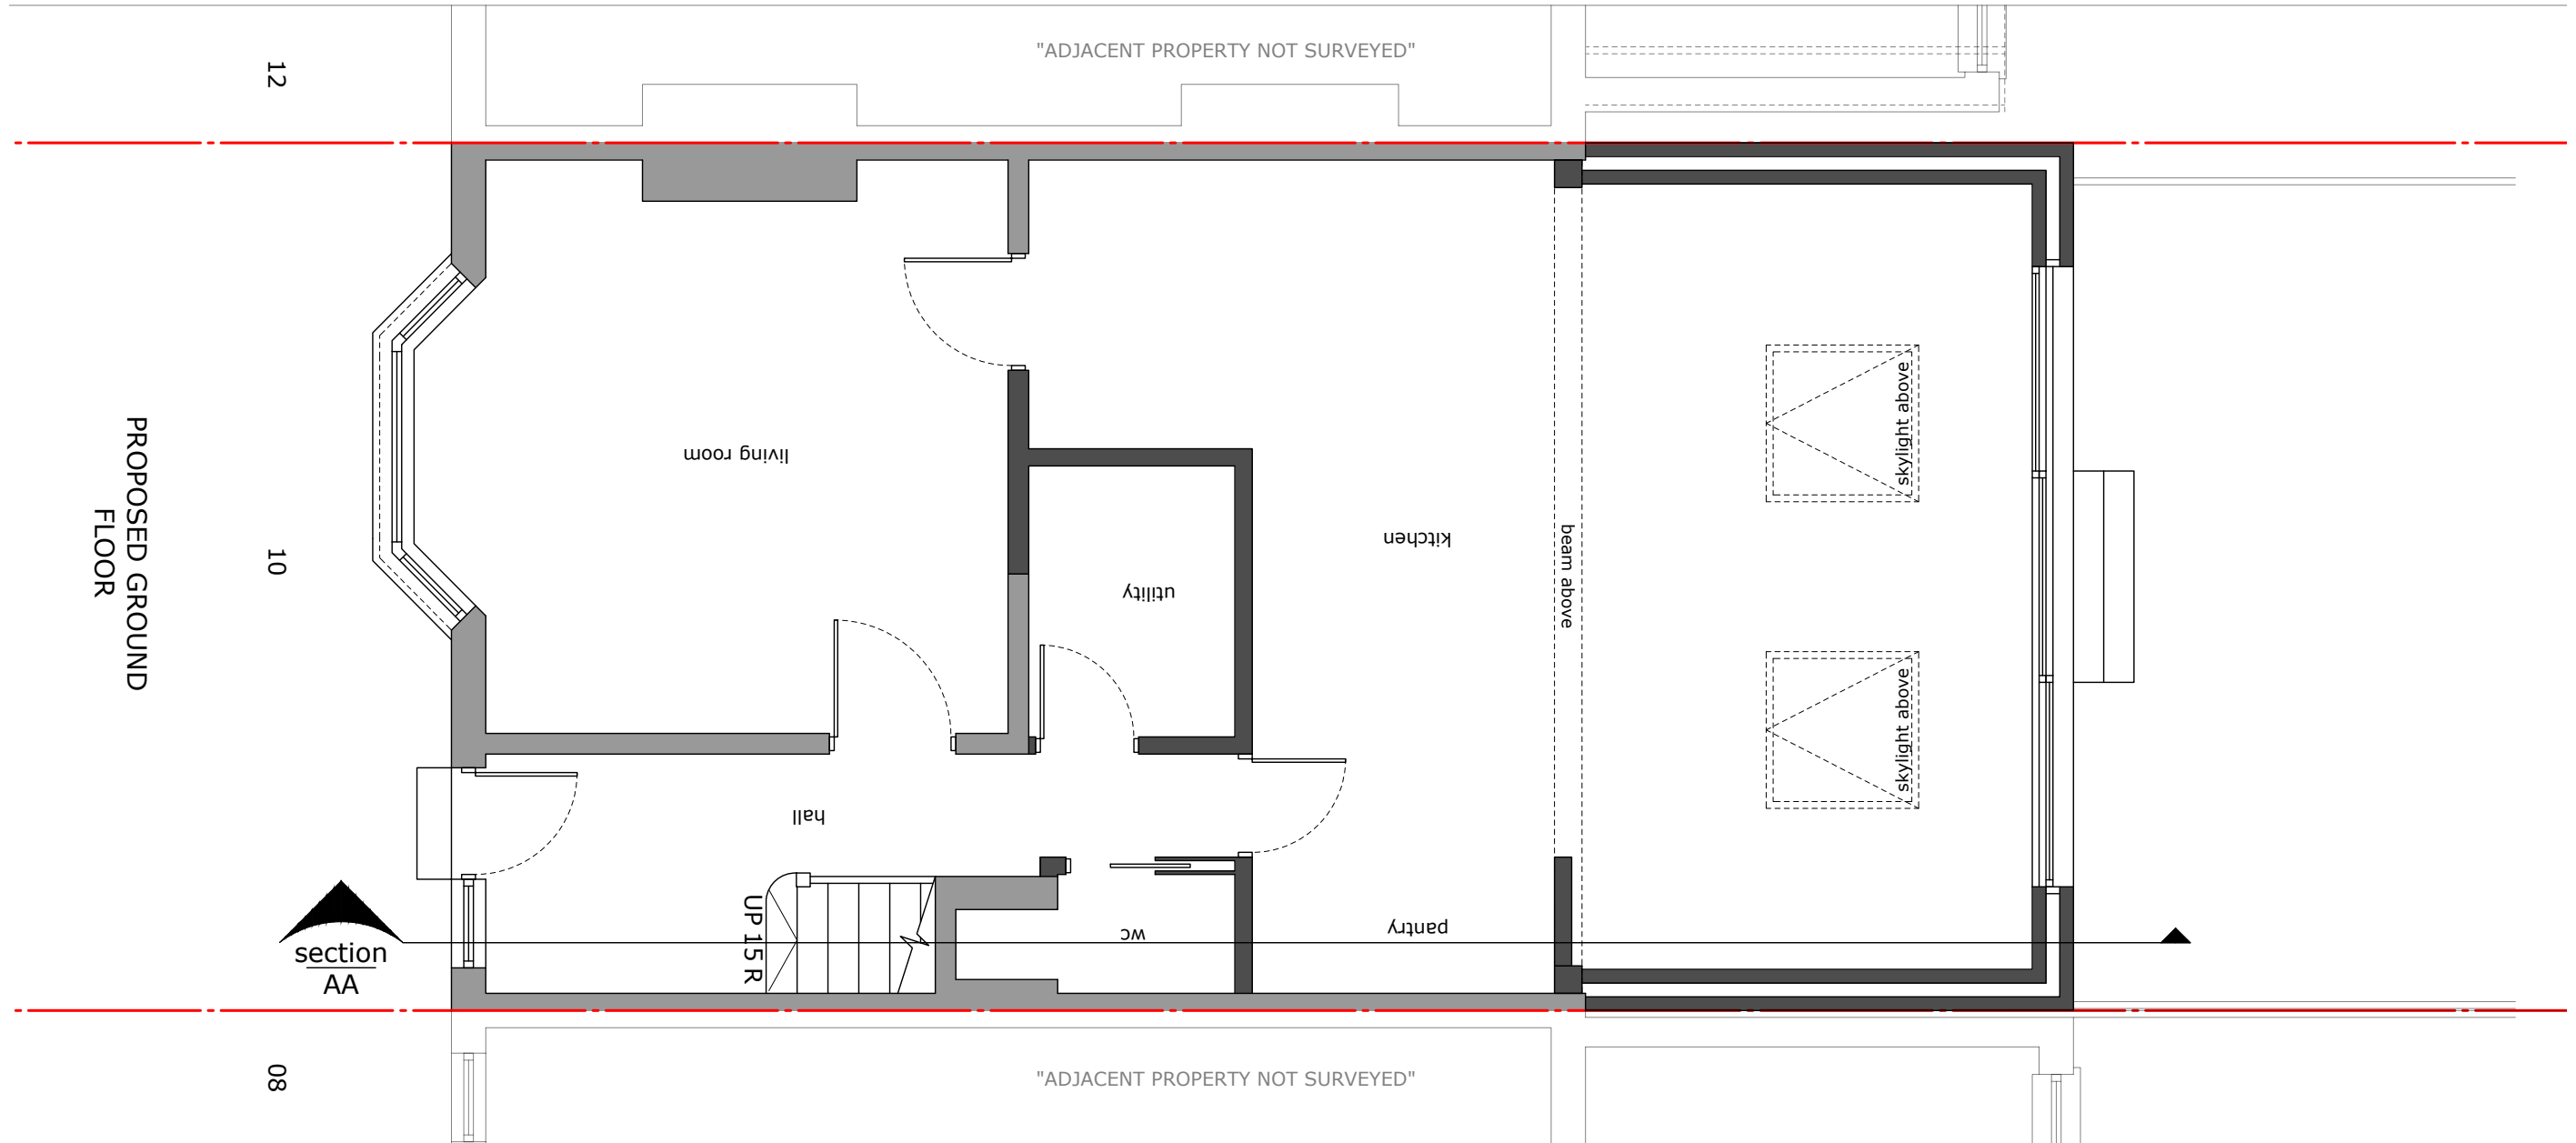 "ADJACENT PROPERTY NOT SURVEYED"
12
10
08
PROPOSED GROUND
FLOOR
living room
kitchen
utility
hall
wc
pantry
beam above
skylight above
skylight above
UP 15 R
section
AA
"ADJACENT PROPERTY NOT SURVEYED"